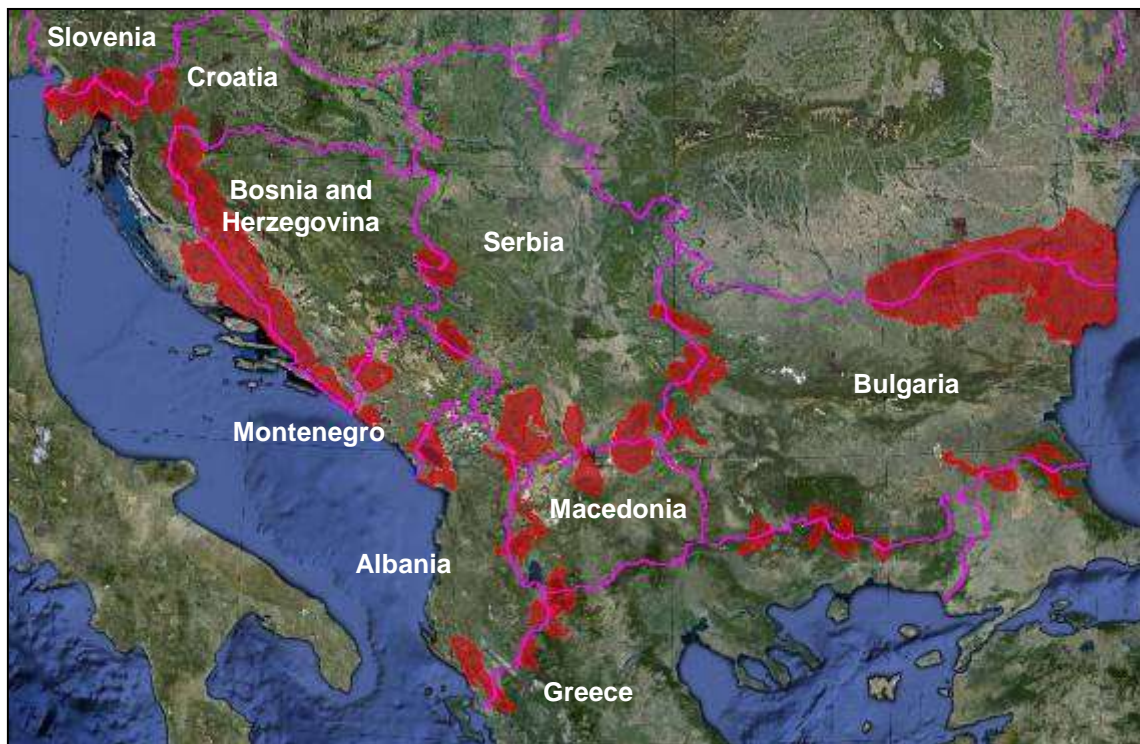 Slovenia
Croatia
Bosnia and
Herzegovina
Serbia
Bulgaria
Montenegro
Macedonia
Albania
Greece